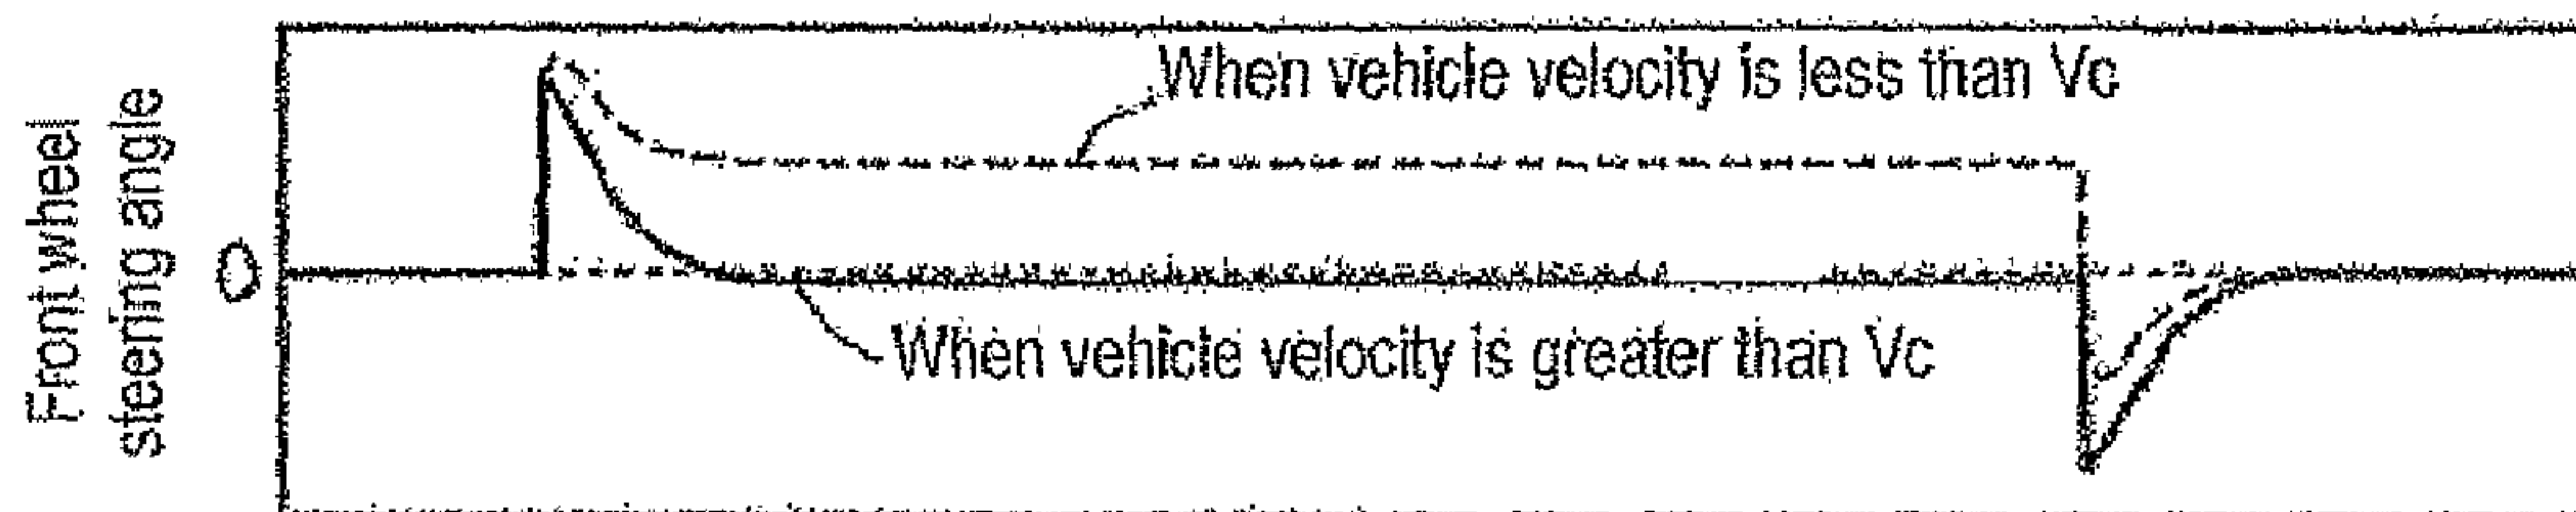 Front wheel
steering angle
0
When vehicle velocity is less than Vc
When vehicle velocity is greater than Vc